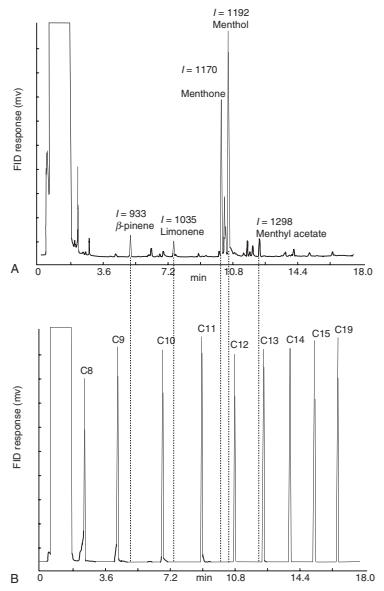 I = 1192
Menthol
I = 1170
Menthone
I = 933
β-pinene
I = 1035
Limonene
I = 1298
Menthyl acetate
FID response (mv)
A
0 3.6 7.2 10.8 14.4 18.0
min
C8 C9 C10 C11 C12 C13 C14 C15 C19
FID response (mv)
B
0 3.6 7.2 min 10.8 14.4 18.0